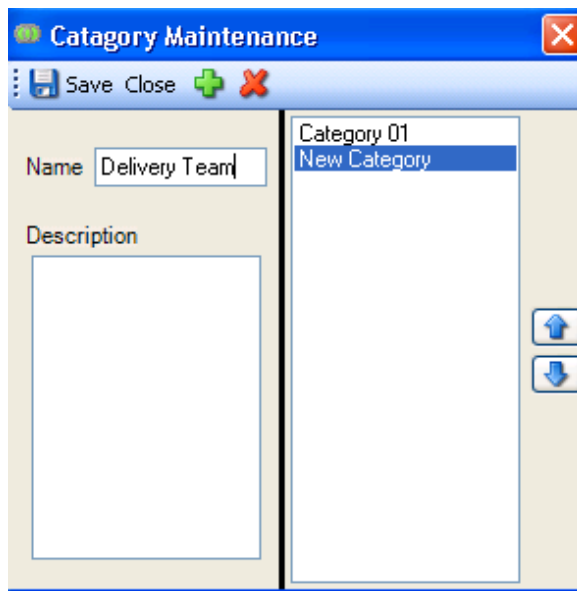 Catagory Maintenance
Save Close
Name Delivery Team
Description
Category 01
New Category